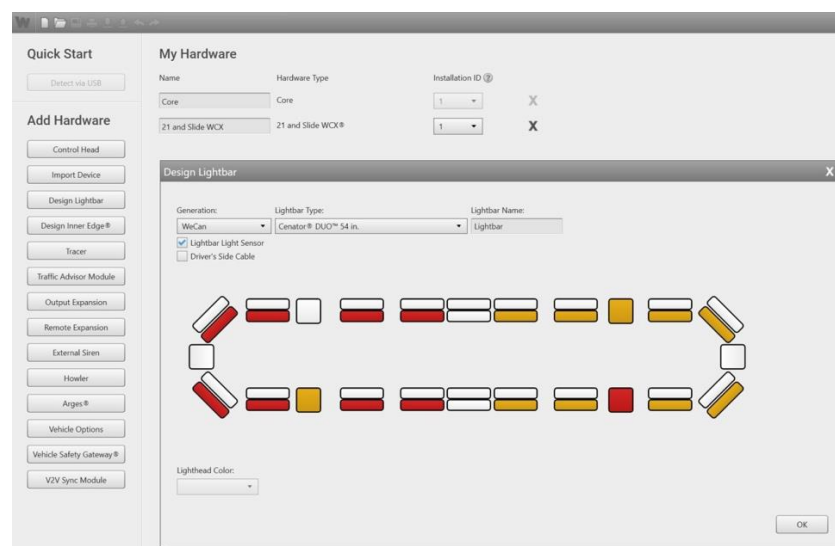 W
Quick Start
Detect via USB
Add Hardware
Control Head
Import Device
Design Lightbar
Design Inner Edge®
Tracer
Traffic Advisor Module
Output Expansion
Remote Expansion
External Siren
Howler
Arges®
Vehicle Options
Vehicle Safety Gateway®
V2V Sync Module
My Hardware
Name Hardware Type Installation ID ?
Core Core 1 X
21 and Slide WCX 21 and Slide WCX® 1 X
Design Lightbar X
Generation: Lightbar Type: Lightbar Name:
WeCan Cenator® DUO™ 54 in. Lightbar
Lightbar Light Sensor
Driver's Side Cable
Lighthead Color:
OK